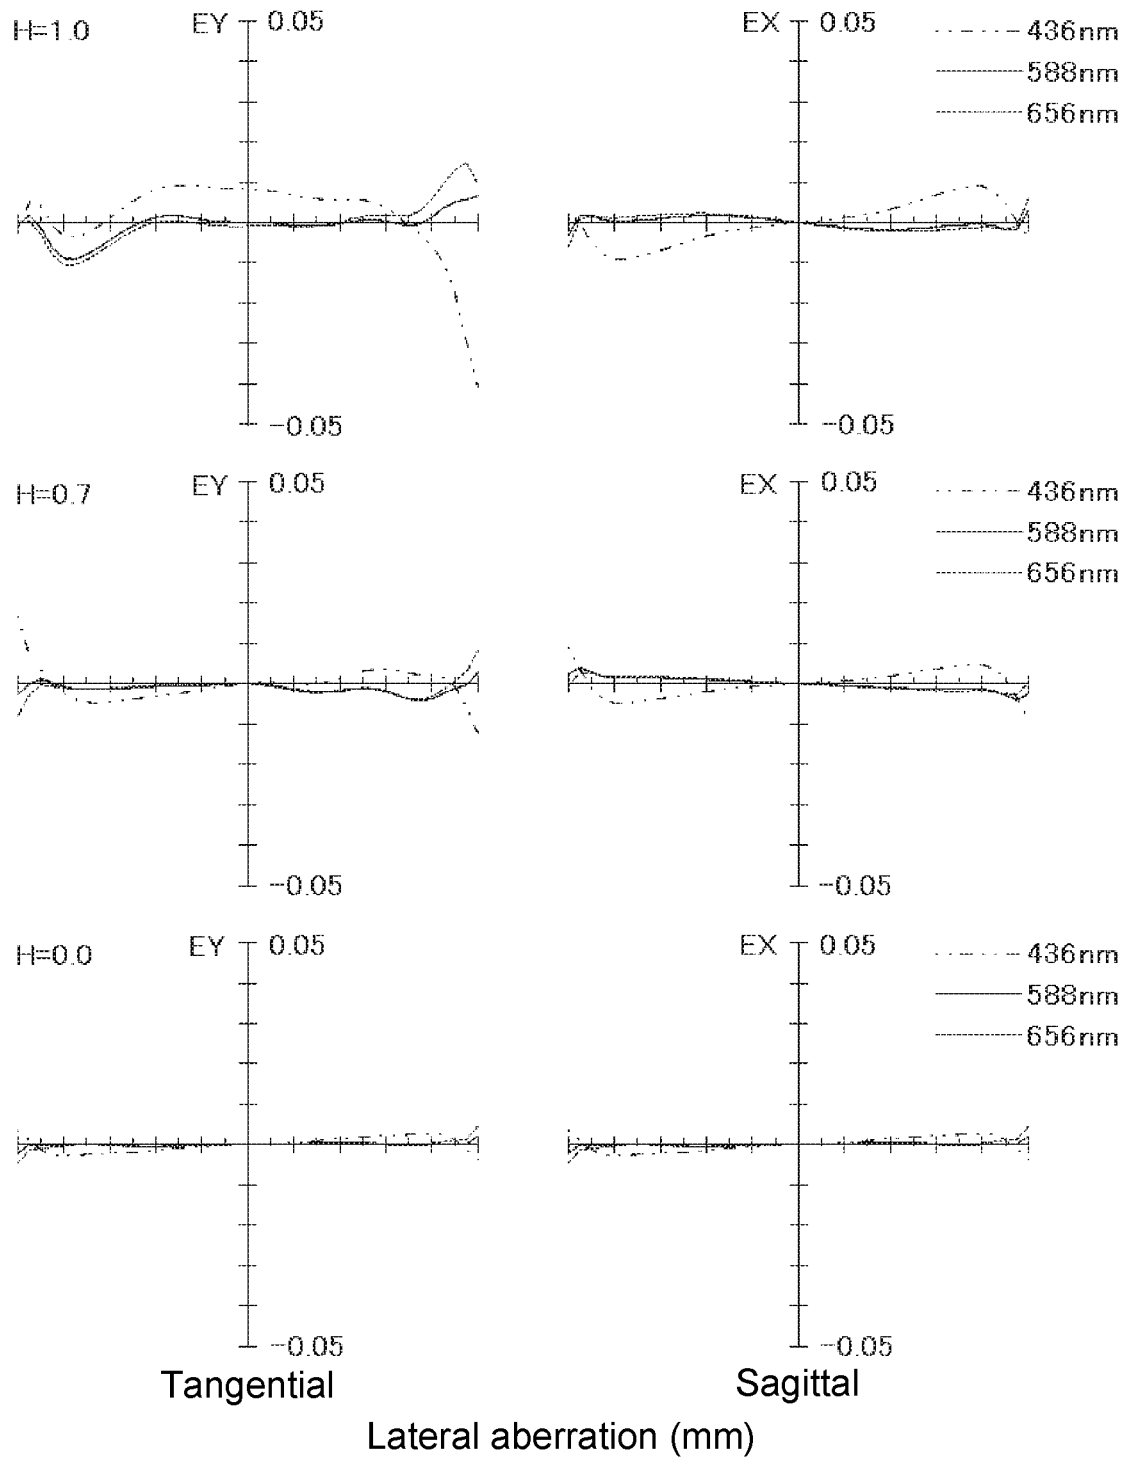 H=1.0 EY 0.05 EX 0.05 436nm
588nm
656nm
-0.05 -0.05
H=0.7 EY 0.05 EX 0.05 436nm
588nm
656nm
-0.05 -0.05
H=0.0 EY 0.05 EX 0.05 436nm
588nm
656nm
-0.05 -0.05
Tangential Sagittal
Lateral aberration (mm)